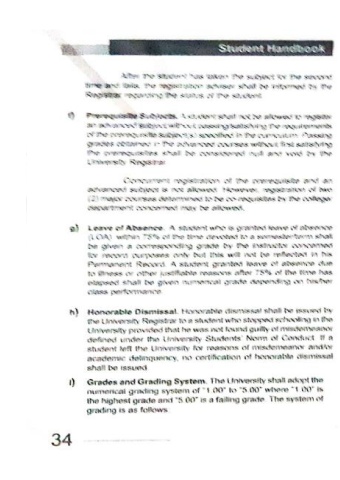 Student Handbook
After the student has taken the subject for the second
time and fails, the registration adviser shall be informed by the
Registrar regarding the status of the student.
f) Prerequisite Subjects. A student shall not be allowed to register
an advanced subject without passing/satisfying the requirements
of the prerequisite subject(s) specified in the curriculum. Passing
grades obtained in the advanced courses without first satisfying
the prerequisites shall be considered null and void by the
University Registrar.
Concurrent registration of the prerequisite and an
advanced subject is not allowed. However, registration of two
(2) major courses determined to be co-requisites by the college/
department concerned may be allowed.
g) Leave of Absence. A student who is granted leave of absence
(LOA) within 75% of the time devoted to a semester/term shall
be given a corresponding grade by the instructor concerned
for record purposes only but this will not be reflected in his
Permanent Record. A student granted leave of absence due
to illness or other justifiable reasons after 75% of the time has
elapsed shall be given numerical grade depending on his/her
class performance.
h) Honorable Dismissal. Honorable dismissal shall be issued by
the University Registrar to a student who stopped schooling in the
University provided that he was not found guilty of misdemeanor
defined under the University Students' Norm of Conduct. If a
student left the University for reasons of misdemeanor and/or
academic delinquency, no certification of honorable dismissal
shall be issued.
i) Grades and Grading System. The University shall adopt the
numerical grading system of "1.00" to "5.00" where "1.00" is
the highest grade and "5.00" is a failing grade. The system of
grading is as follows:
34